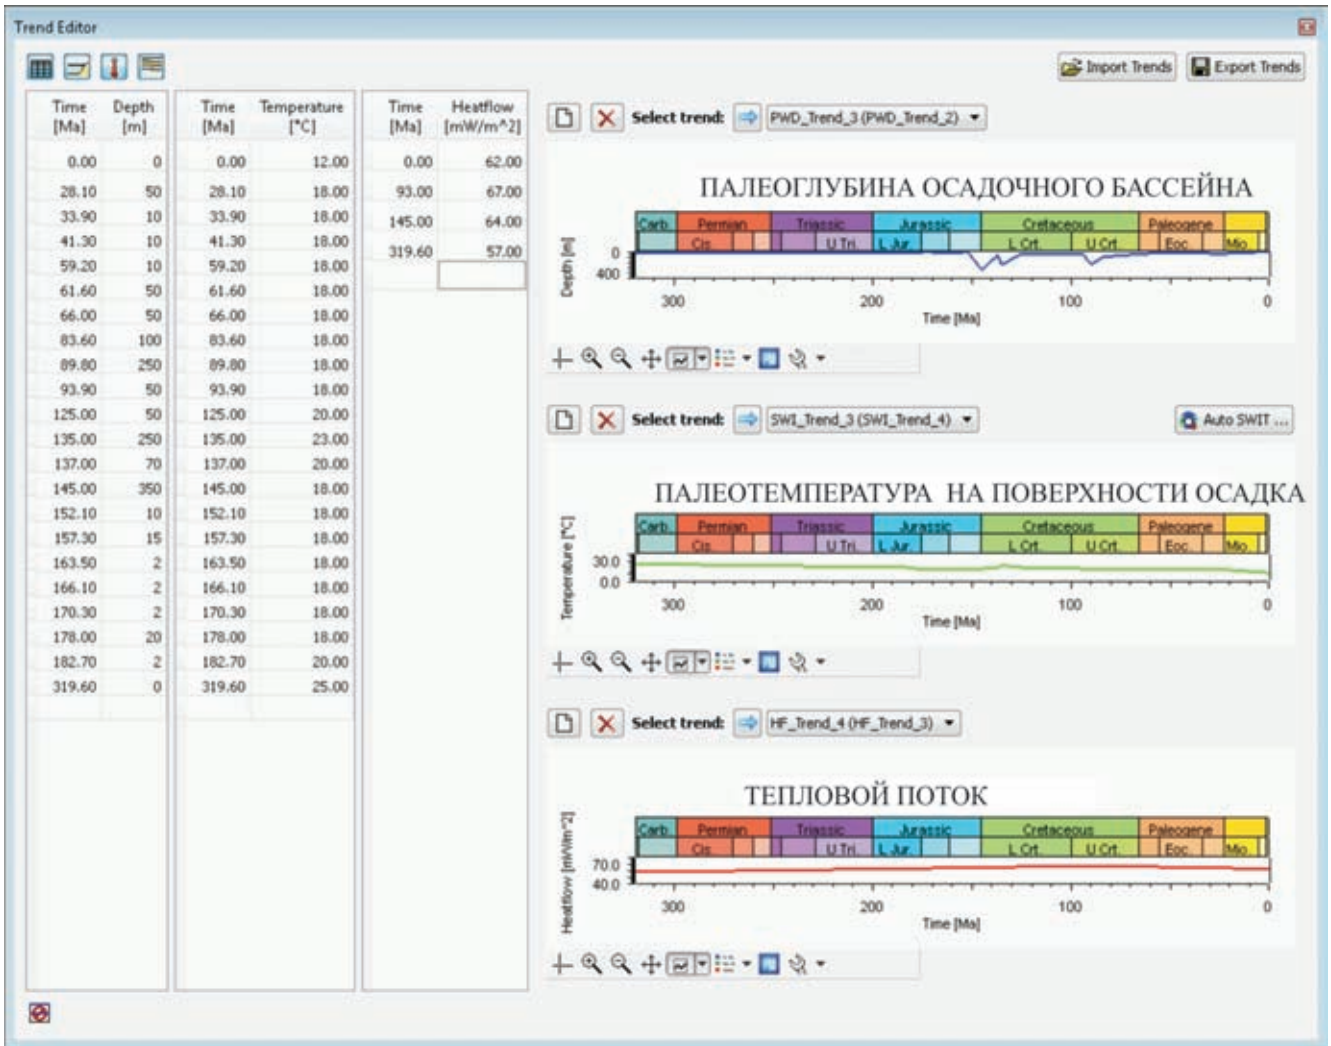 Trend Editor
Import Trends Export Trends
Time Depth Time Temperature Time Heatflow
[Ma] [m] [Ma] [°C] [Ma] [mW/m^2]
0.00 0 0.00 12.00 0.00 62.00
28.10 50 28.10 18.00 93.00 67.00
33.90 10 33.90 18.00 145.00 64.00
41.30 10 41.30 18.00 319.60 57.00
59.20 10 59.20 18.00
61.60 50 61.60 18.00
66.00 50 66.00 18.00
83.60 100 83.60 18.00
89.80 250 89.80 18.00
93.90 50 93.90 18.00
125.00 50 125.00 20.00
135.00 250 135.00 23.00
137.00 70 137.00 20.00
145.00 350 145.00 18.00
152.10 10 152.10 18.00
157.30 15 157.30 18.00
163.50 2 163.50 18.00
166.10 2 166.10 18.00
170.30 2 170.30 18.00
178.00 20 178.00 18.00
182.70 2 182.70 20.00
319.60 0 319.60 25.00
Select trend: PWD_Trend_3 (PWD_Trend_2)
ПАЛЕОГЛУБИНА ОСАДОЧНОГО БАССЕЙНА
Carb. Permian Triassic Jurassic Cretaceous Paleogene
Cis. U Tri. L Jur. L Crt. U Crt. Eoc. Mio.
Depth [m]
0
400
300 200 100 0
Time [Ma]
Select trend: SWI_Trend_3 (SWI_Trend_4) Auto SWIT ...
ПАЛЕОТЕМПЕРАТУРА НА ПОВЕРХНОСТИ ОСАДКА
Carb. Permian Triassic Jurassic Cretaceous Paleogene
Cis. U Tri. L Jur. L Crt. U Crt. Eoc. Mio.
Temperature [°C]
30.0
0.0
300 200 100 0
Time [Ma]
Select trend: HF_Trend_4 (HF_Trend_3)
ТЕПЛОВОЙ ПОТОК
Carb. Permian Triassic Jurassic Cretaceous Paleogene
Cis. U Tri. L Jur. L Crt. U Crt. Eoc. Mio.
Heatflow [mW/m^2]
70.0
40.0
300 200 100 0
Time [Ma]